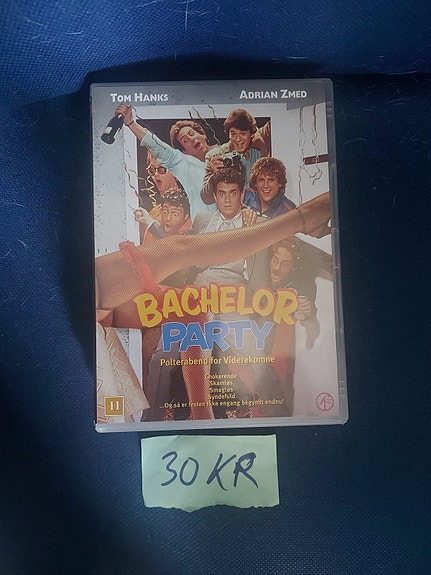 TOM HANKS ADRIAN ZMED
BACHELOR
PARTY
Polterabend for Viderekomne
Chokerende
Skamløs
Smagløs
Syndefuld
...Og så er festen ikke engang begyndt endnu!
11
30 KR